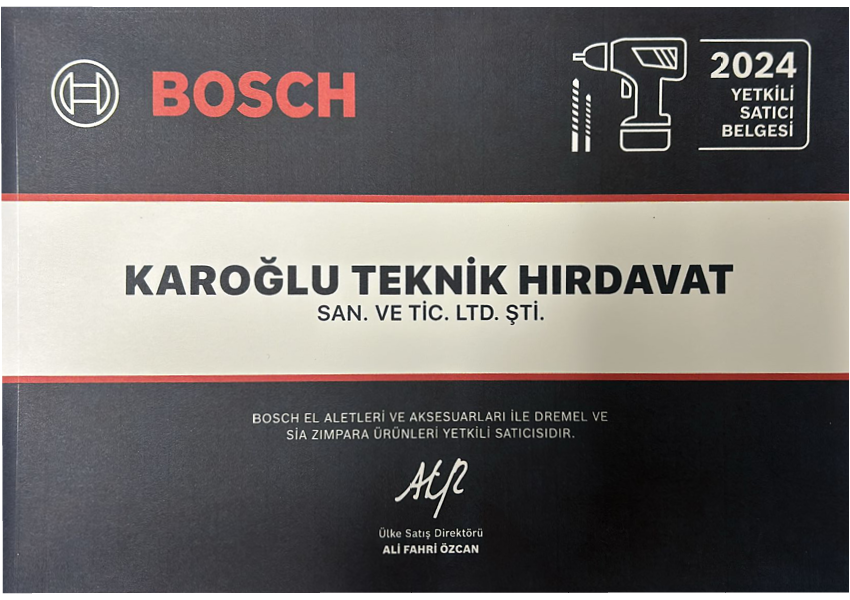 BOSCH
2024
YETKİLİ
SATICI
BELGESİ
KAROĞLU TEKNİK HIRDAVAT
SAN. VE TİC. LTD. ŞTİ.
BOSCH EL ALETLERİ VE AKSESUARLARI İLE DREMEL VE
SİA ZIMPARA ÜRÜNLERİ YETKİLİ SATICISIDIR.
Ülke Satış Direktörü
ALİ FAHRİ ÖZCAN